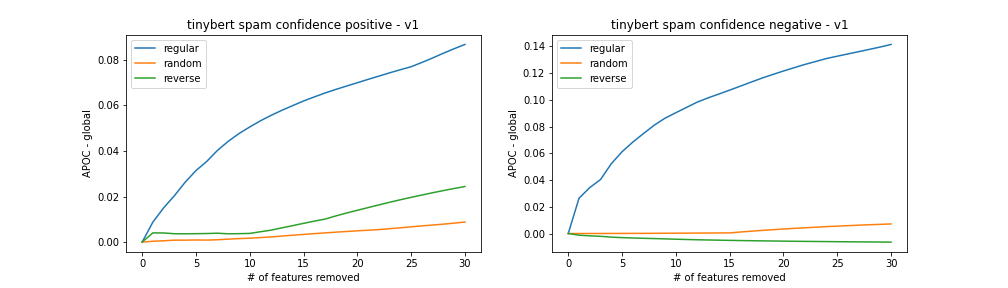 tinybert spam confidence positive - v1
regular
random
reverse
APOC - global
0.08
0.06
0.04
0.02
0.00
0
5
10
15
20
25
30
# of features removed
tinybert spam confidence negative - v1
regular
random
reverse
APOC - global
0.14
0.12
0.10
0.08
0.06
0.04
0.02
0.00
0
5
10
15
20
25
30
# of features removed